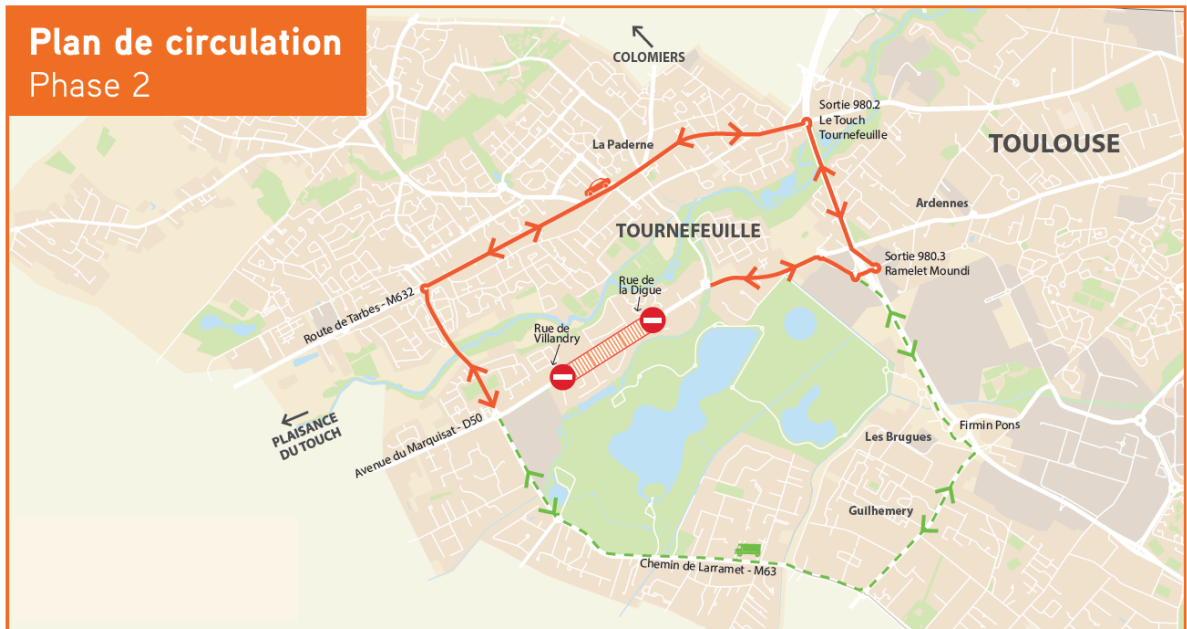 Plan de circulation
Phase 2
COLOMIERS
Sortie 980.2
Le Touch
Tournefeuille
La Paderne
TOULOUSE
Ardennes
TOURNEFEUILLE
Sortie 980.3
Ramelet Moundi
Rue de
la Digue
Route de Tarbes - M632
Rue de
Villandry
PLAISANCE
DU TOUCH
Avenue du Marquisat - D50
Firmin Pons
Les Brugues
Guilhemery
Chemin de Larramet - M63